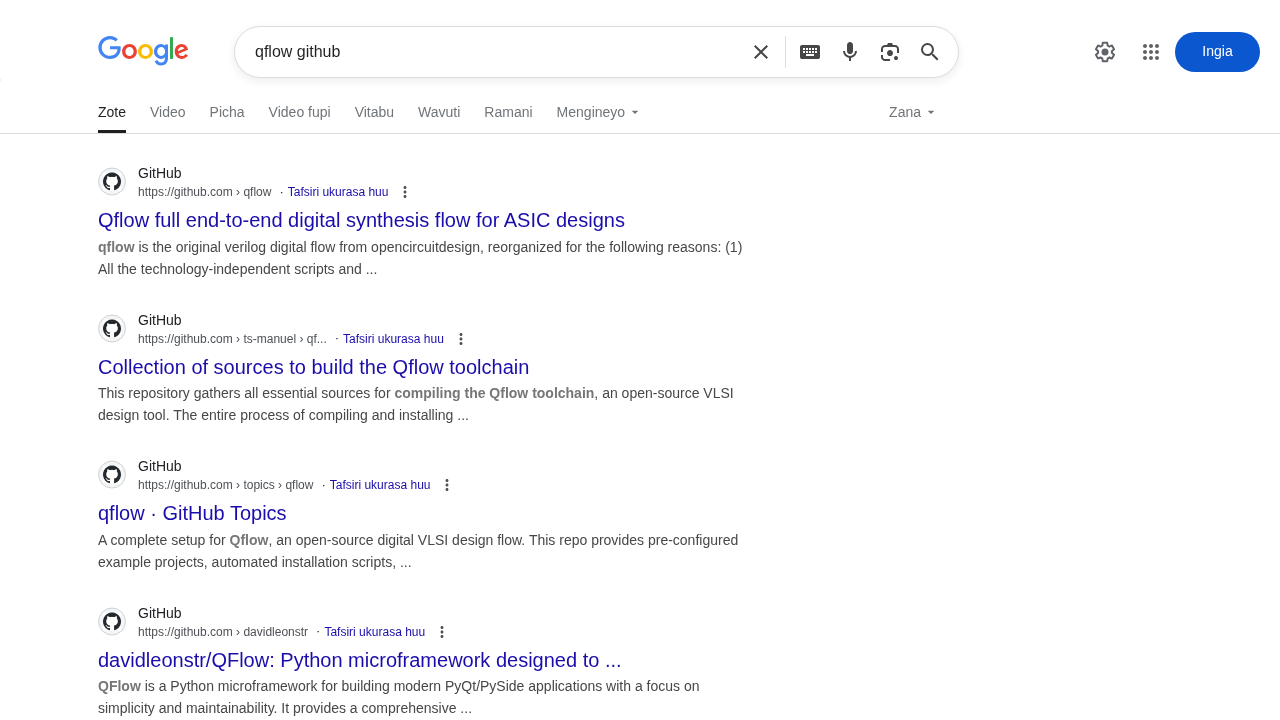 Google
qflow github
Ingia
Zote
Video
Picha
Video fupi
Vitabu
Wavuti
Ramani
Mengineyo
Zana
GitHub
https://github.com › qflow · Tafsiri ukurasa huu
Qflow full end-to-end digital synthesis flow for ASIC designs
qflow is the original verilog digital flow from opencircuitdesign, reorganized for the following reasons: (1)
All the technology-independent scripts and ...
GitHub
https://github.com › ts-manuel › qf... · Tafsiri ukurasa huu
Collection of sources to build the Qflow toolchain
This repository gathers all essential sources for compiling the Qflow toolchain, an open-source VLSI
design tool. The entire process of compiling and installing ...
GitHub
https://github.com › topics › qflow · Tafsiri ukurasa huu
qflow · GitHub Topics
A complete setup for Qflow, an open-source digital VLSI design flow. This repo provides pre-configured
example projects, automated installation scripts, ...
GitHub
https://github.com › davidleonstr · Tafsiri ukurasa huu
davidleonstr/QFlow: Python microframework designed to ...
QFlow is a Python microframework for building modern PyQt/PySide applications with a focus on
simplicity and maintainability. It provides a comprehensive ...